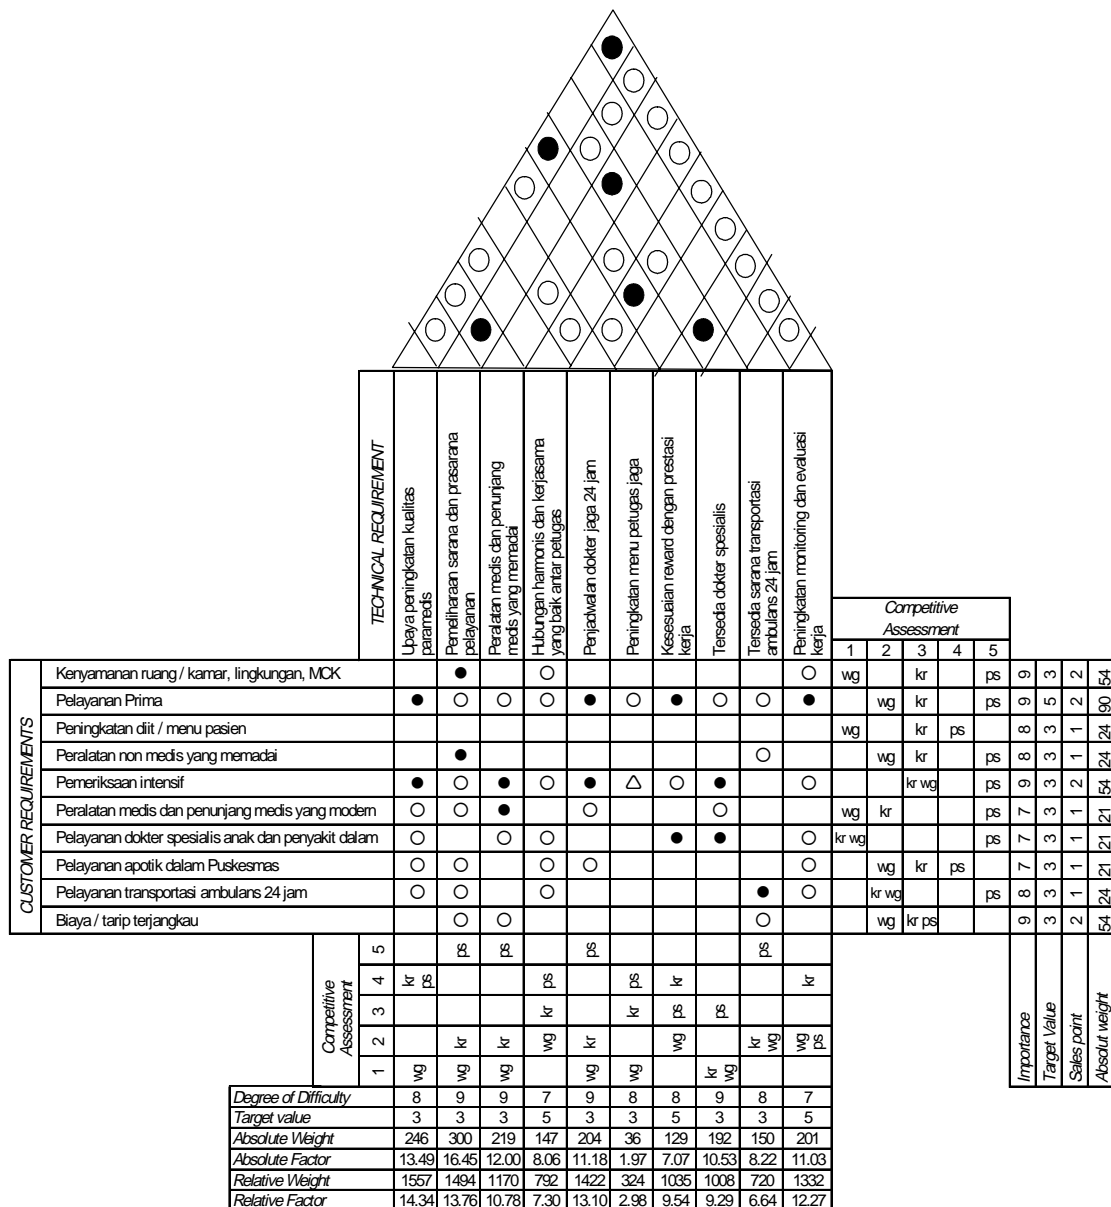 TECHNICAL REQUIREMENT
Upaya peningkatan kualitas
paramedis
Pemeliharaan sarana dan prasarana
pelayanan
Peralatan medis dan penunjang
medis yang memadai
Hubungan harmonis dan kerjasama
yang baik antar petugas
Penjadwalan dokter jaga 24 jam
Peningkatan menu petugas jaga
Kesesuaian reward dengan prestasi
kerja
Tersedia dokter spesialis
Tersedia sarana transportasi
ambulans 24 jam
Peningkatan monitoring dan evaluasi
kerja
Competitive
Assessment
1 2 3 4 5
CUSTOMER REQUIREMENTS
Kenyamanan ruang / kamar, lingkungan, MCK wg kr ps 9 3 2 54
Pelayanan Prima wg kr ps 9 5 2 90
Peningkatan diit / menu pasien wg kr ps 8 3 1 24
Peralatan non medis yang memadai wg kr ps 8 3 1 24
Pemeriksaan intensif kr wg ps 9 3 2 54
Peralatan medis dan penunjang medis yang modern wg kr ps 7 3 1 21
Pelayanan dokter spesialis anak dan penyakit dalam kr wg ps 7 3 1 21
Pelayanan apotik dalam Puskesmas wg kr ps 7 3 1 21
Pelayanan transportasi ambulans 24 jam kr wg ps 8 3 1 24
Biaya / tarip terjangkau wg kr ps 9 3 2 54
Importance
Target Value
Sales point
Absolut weight
Competitive
Assessment
5 ps ps ps ps
4 kr ps ps ps kr kr
3 kr kr ps ps
2 kr kr wg kr wg kr wg wg ps
1 wg wg wg wg wg kr wg
Degree of Difficulty 8 9 9 7 9 8 8 9 8 7
Target value 3 3 3 5 3 3 5 3 3 5
Absolute Weight 246 300 219 147 204 36 129 192 150 201
Absolute Factor 13.49 16.45 12.00 8.06 11.18 1.97 7.07 10.53 8.22 11.03
Relative Weight 1557 1494 1170 792 1422 324 1035 1008 720 1332
Relative Factor 14.34 13.76 10.78 7.30 13.10 2.98 9.54 9.29 6.64 12.27